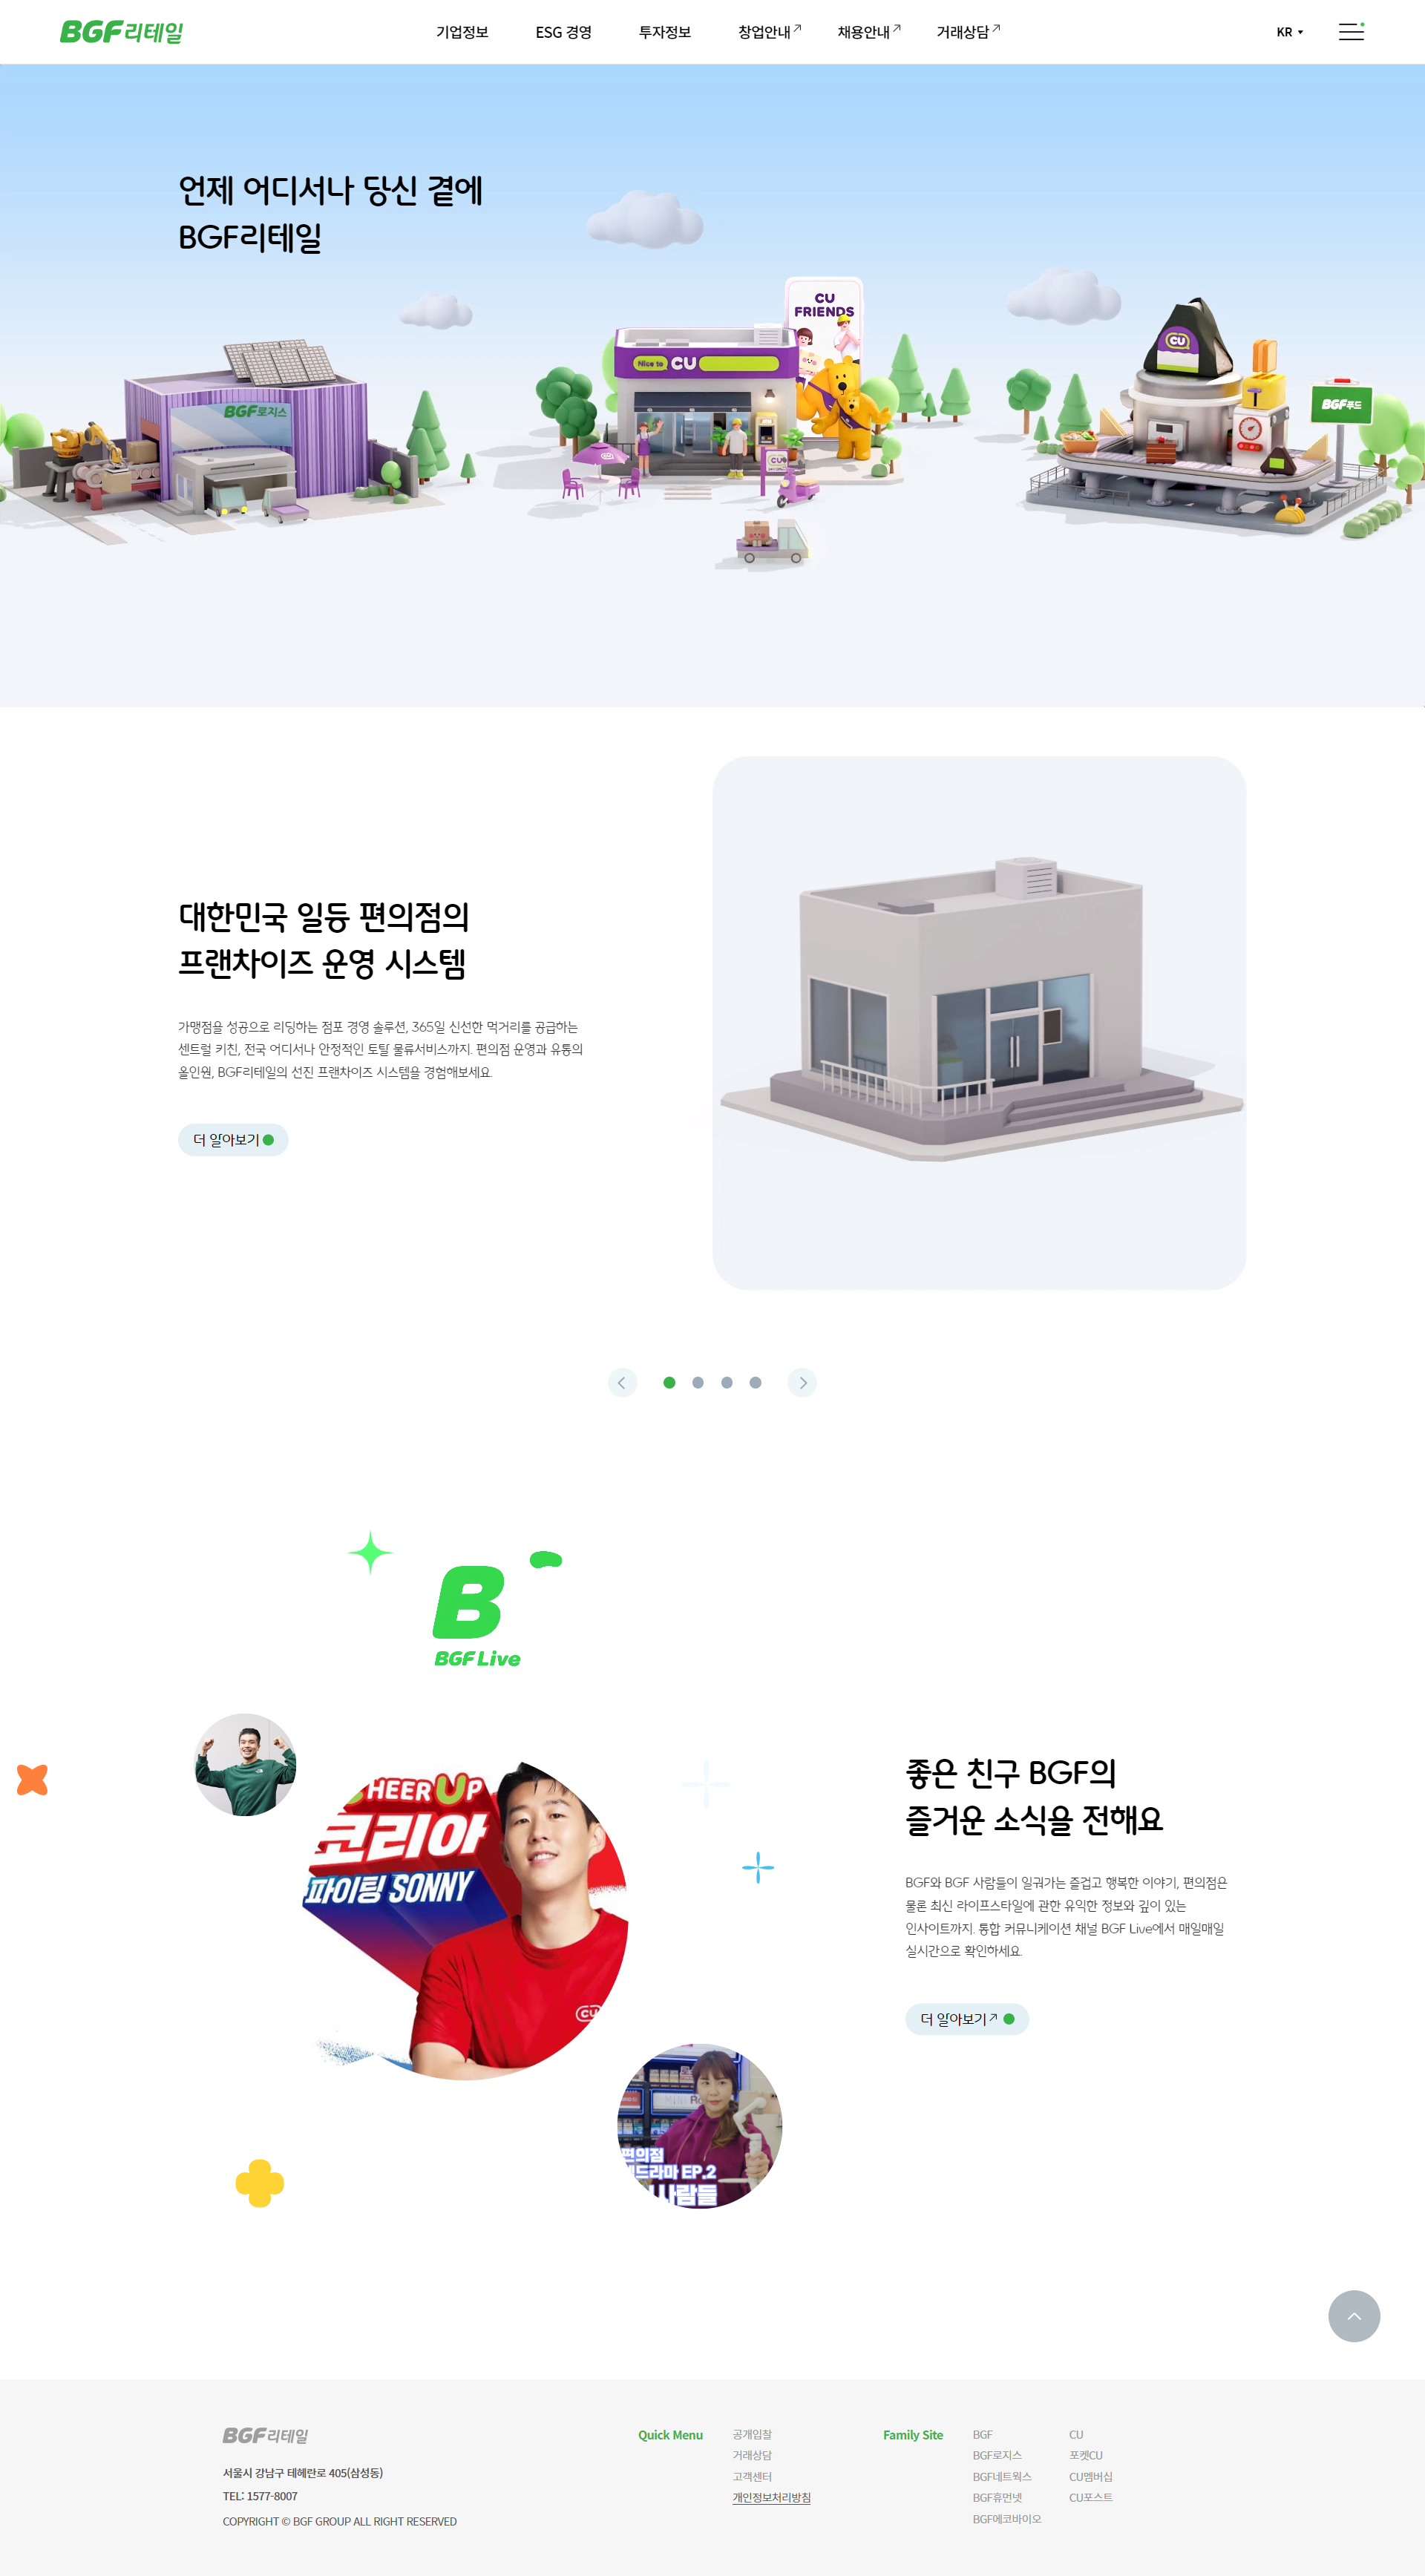 BGF리테일
기업정보
ESG 경영
투자정보
창업안내
채용안내
거래상담
KR
언제 어디서나 당신 곁에
BGF리테일
CU
FRIENDS
Nice to CU
CU
BGF로지스
BGF푸드
CU
대한민국 일등 편의점의
프랜차이즈 운영 시스템
가맹점을 성공으로 리딩하는 점포 경영 솔루션, 365일 신선한 먹거리를 공급하는
센트럴 키친, 전국 어디서나 안정적인 토탈 물류서비스까지. 편의점 운영과 유통의
올인원, BGF리테일의 선진 프랜차이즈 시스템을 경험해보세요.
더 알아보기
B
BGF Live
HEER UP
코리아
파이팅 SONNY
CU
좋은 친구 BGF의
즐거운 소식을 전해요
BGF와 BGF 사람들이 일궈가는 즐겁고 행복한 이야기, 편의점은
물론 최신 라이프스타일에 관한 유익한 정보와 깊이 있는
인사이트까지. 통합 커뮤니케이션 채널 BGF Live에서 매일매일
실시간으로 확인하세요.
더 알아보기
편의점
드라마 EP.2
사람들
BGF리테일
서울시 강남구 테헤란로 405(삼성동)
TEL: 1577-8007
COPYRIGHT © BGF GROUP ALL RIGHT RESERVED
Quick Menu
공개입찰
거래상담
고객센터
개인정보처리방침
Family Site
BGF
BGF로지스
BGF네트웍스
BGF휴먼넷
BGF에코바이오
CU
포켓CU
CU멤버십
CU포스트